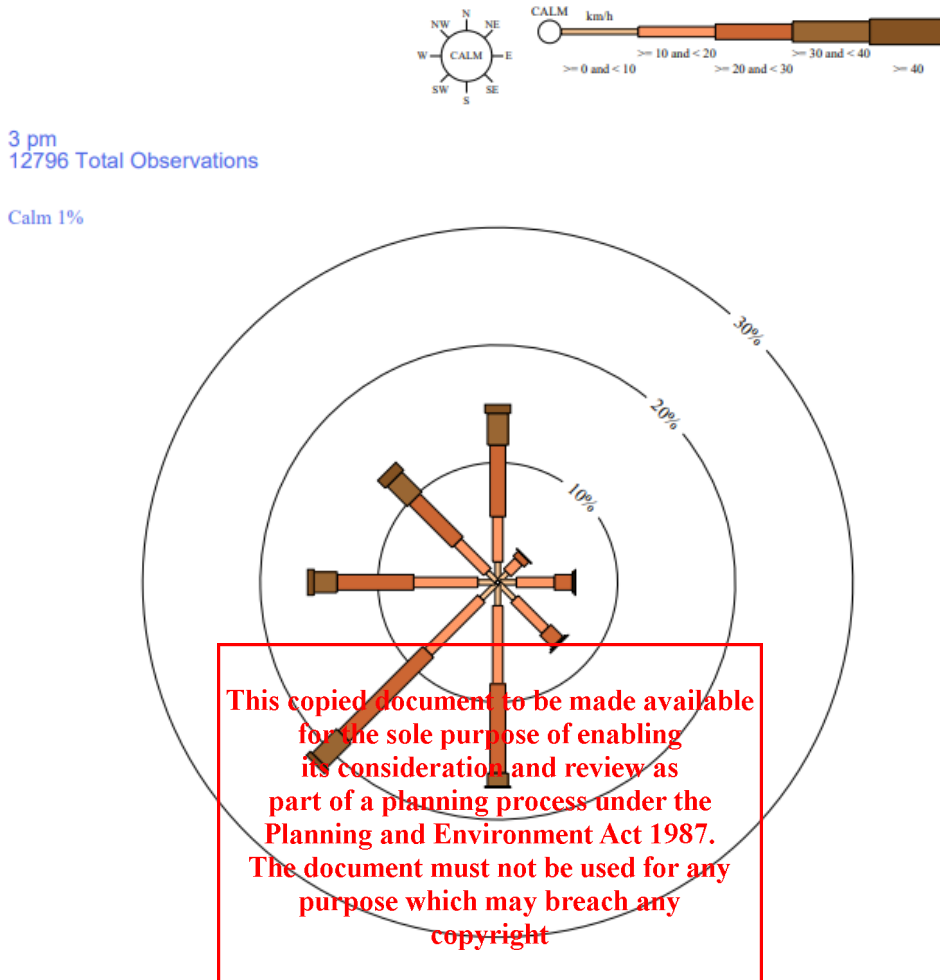 CALM
km/h
N
NW
NE
W
CALM
E
SW
SE
S
>= 10 and < 20
>= 30 and < 40
>= 0 and < 10
>= 20 and < 30
>= 40
3 pm
12796 Total Observations
Calm 1%
30%
20%
10%
This copied document to be made available
for the sole purpose of enabling
its consideration and review as
part of a planning process under the
Planning and Environment Act 1987.
The document must not be used for any
purpose which may breach any
copyright